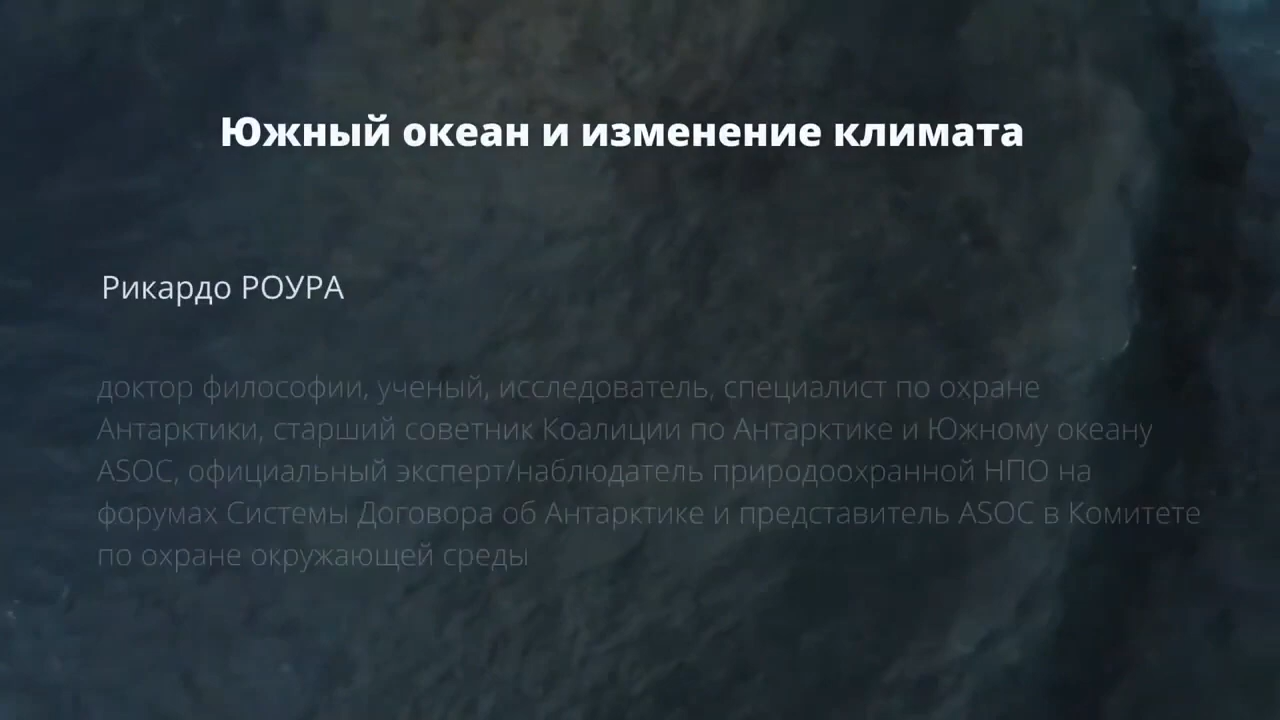 Южный океан и изменение климата
Рикардо РОУРА
доктор философии, ученый, исследователь, специалист по охране
Антарктики, старший советник Коалиции по Антарктике и Южному океану
ASOC, официальный эксперт/наблюдатель природоохранной НПО на
форумах Системы Договора об Антарктике и представитель ASOC в Комитете
по охране окружающей среды